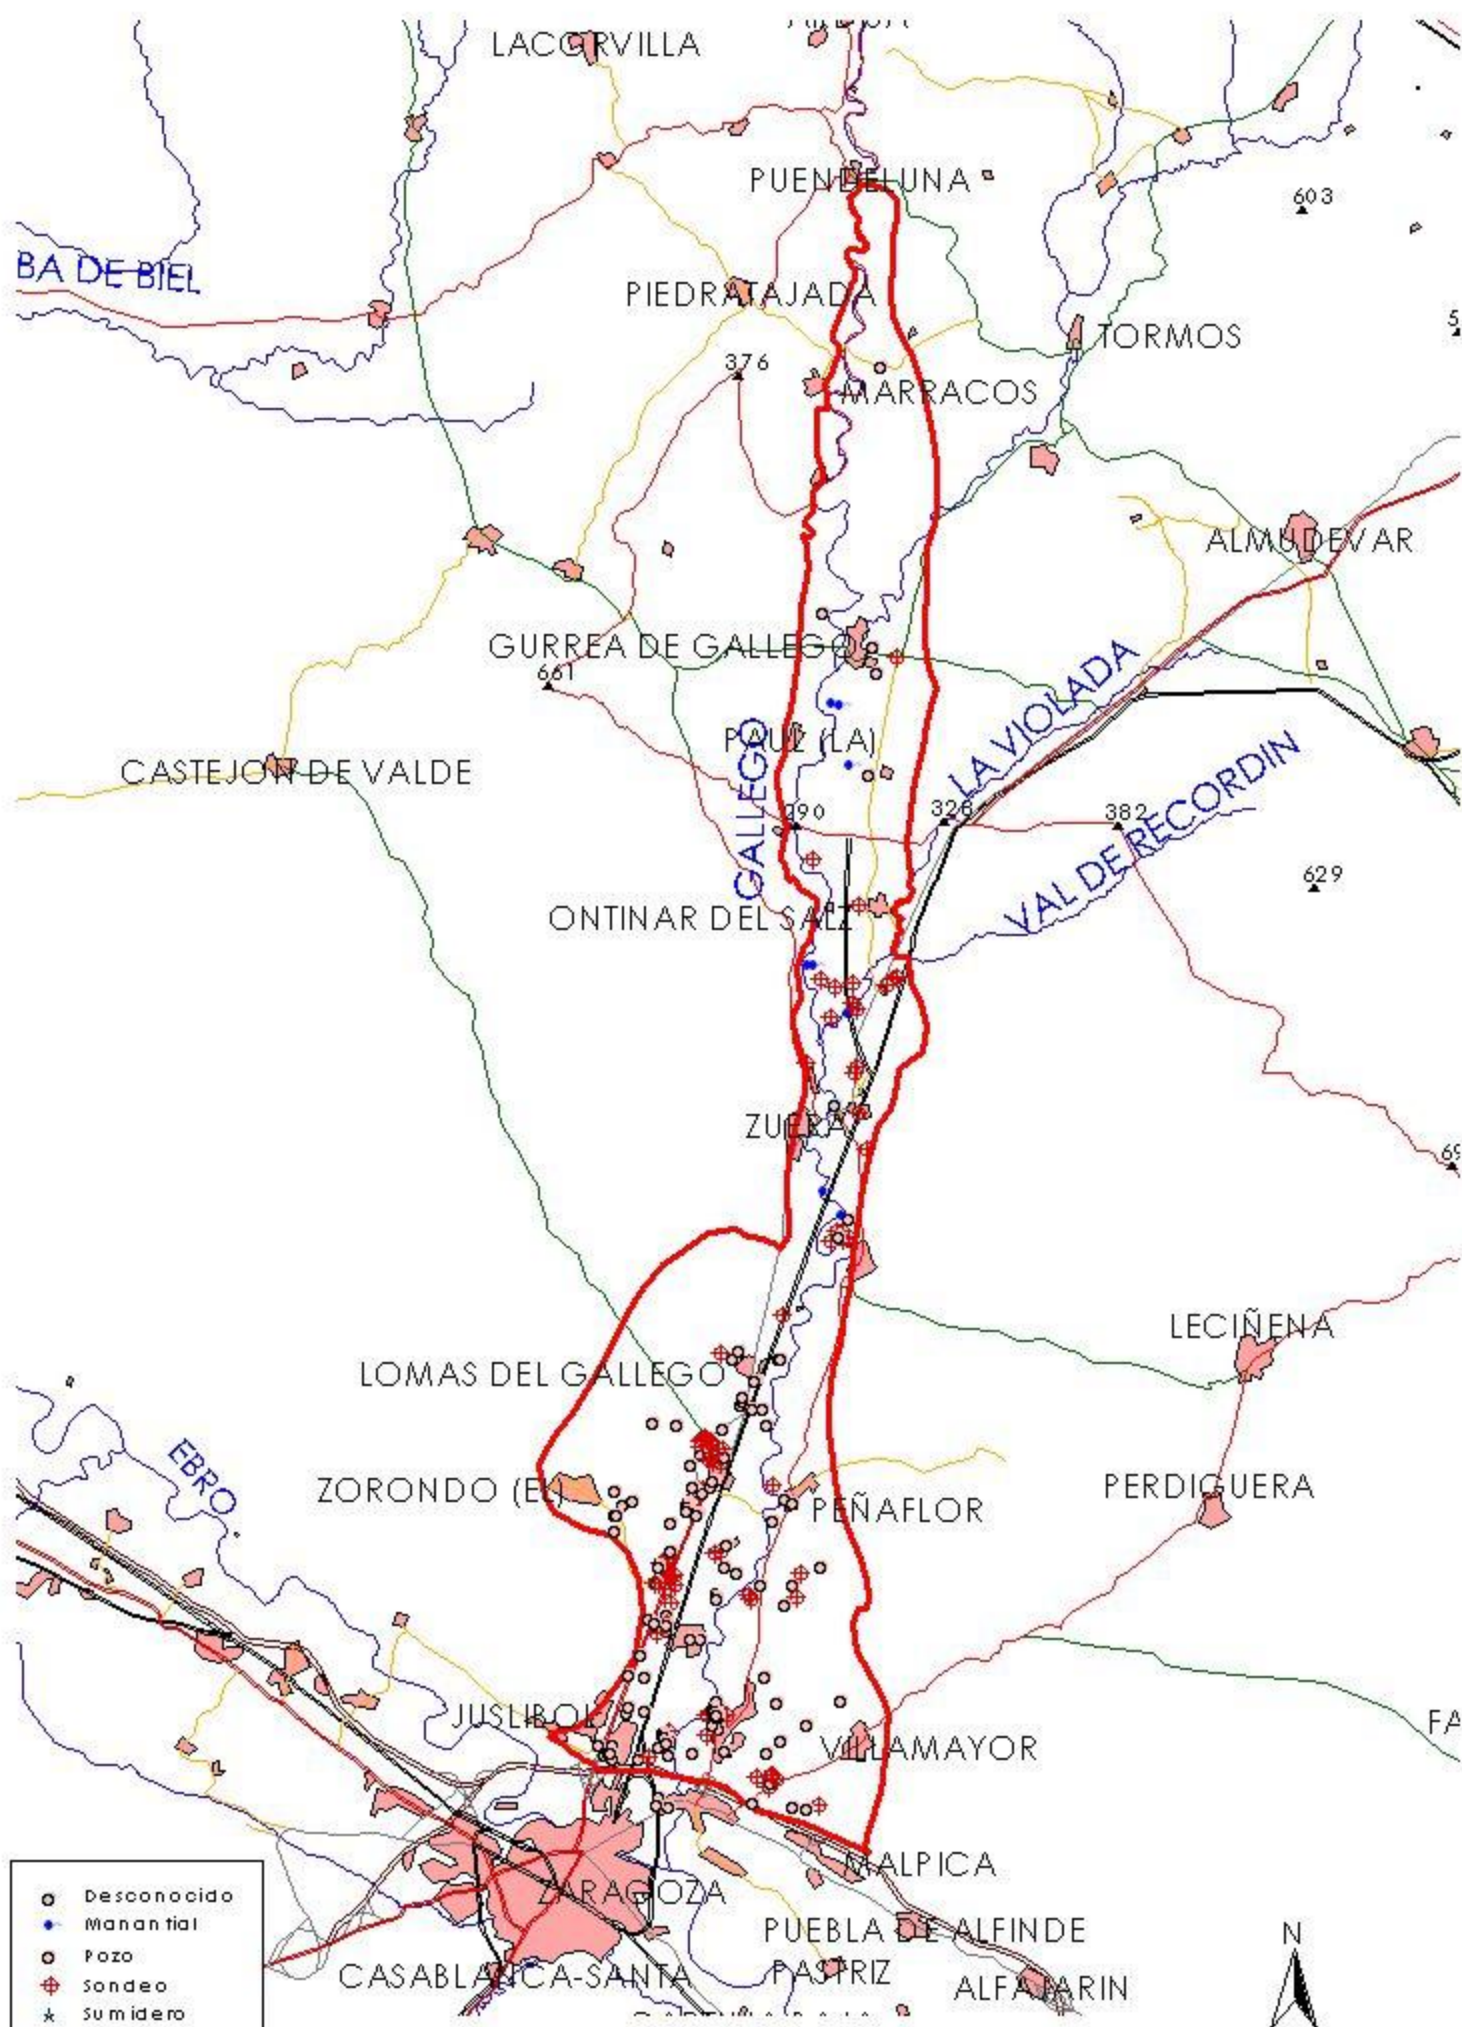 LACORVILLA
PUENDELUNA
603
BA DE BIEL
PIEDRATAJADA
TORMOS
5
376
MARRACOS
ALMUDEVAR
GURREA DE GALLEGO
661
LA VIOLADA
PAUL (LA)
GALLEGO
CASTEJON DE VALDE
VAL DE RECORDIN
290
326
382
629
ONTINAR DEL SALZ
ZUERA
69
LECIÑENA
LOMAS DEL GALLEGO
EBRO
ZORONDO (EL)
PEÑAFLOR
PERDIGUERA
JUSLIBOL
VILLAMAYOR
FA
MALPICA
ZARAGOZA
PUEBLA DE ALFINDE
CASABLANCA-SANTA
PASTRIZ
ALFAJARIN
N
Desconocido
Manantial
Pozo
Sondeo
Sumidero